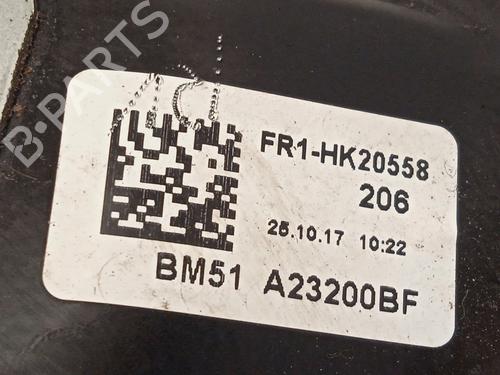 B-PARTS
FR1-HK20558
206
25.10.17 10:22
BM51 A23200BF